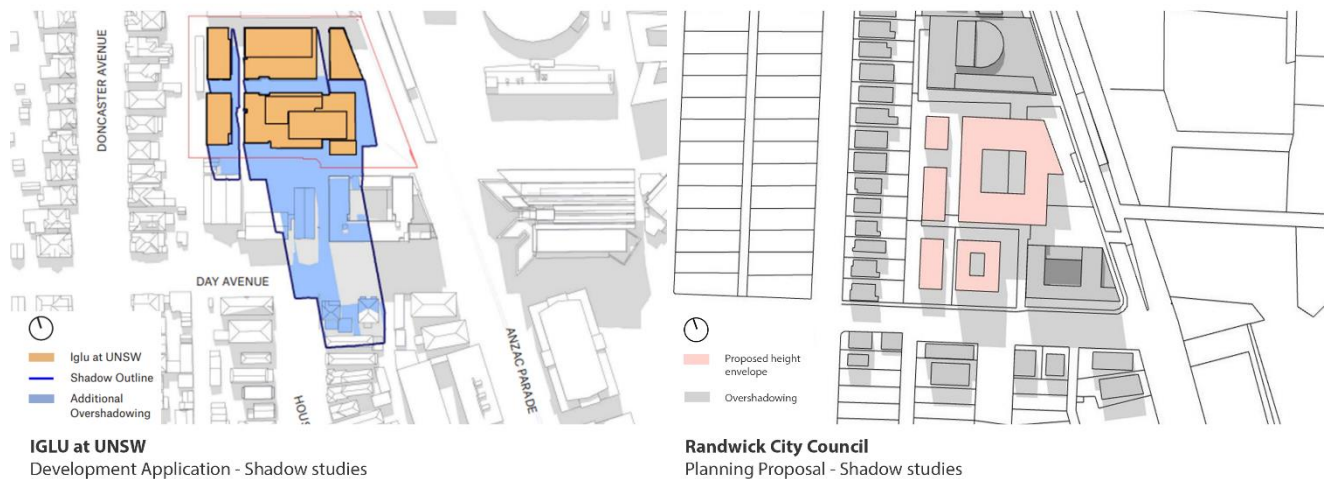 DONCASTER AVENUE
DAY AVENUE
ANZAC PARADE
HOUS
Iglu at UNSW
Shadow Outline
Additional
Overshadowing
IGLU at UNSW
Development Application - Shadow studies
Proposed height
envelope
Overshadowing
Randwick City Council
Planning Proposal - Shadow studies